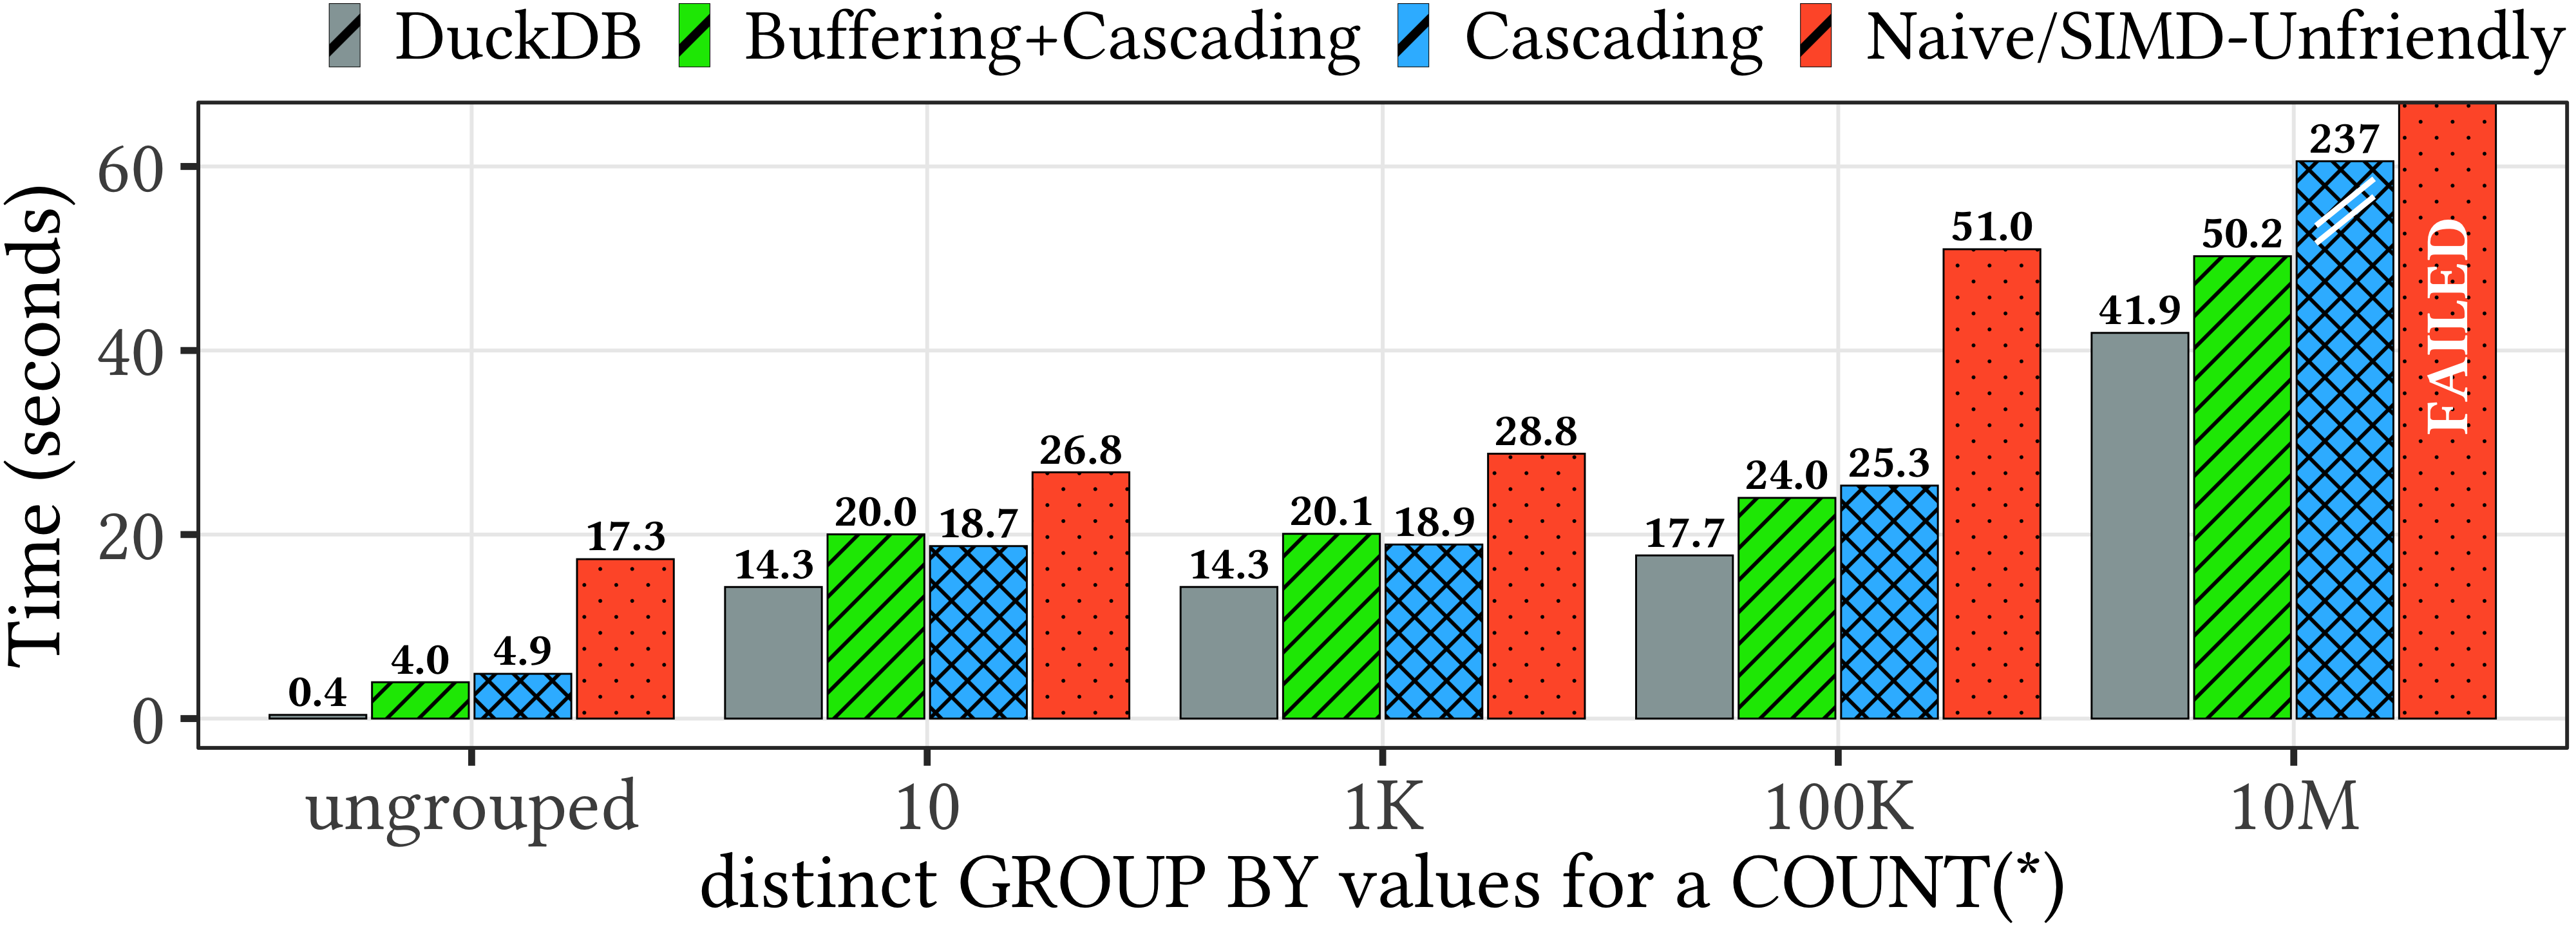 DuckDB Buffering+Cascading Cascading Naive/SIMD-Unfriendly
Time (seconds)
60
40
20
0
0.4 4.0 4.9 17.3
14.3 20.0 18.7 26.8
14.3 20.1 18.9 28.8
17.7 24.0 25.3 51.0
41.9 50.2 237 FAILED
ungrouped 10 1K 100K 10M
distinct GROUP BY values for a COUNT(*)